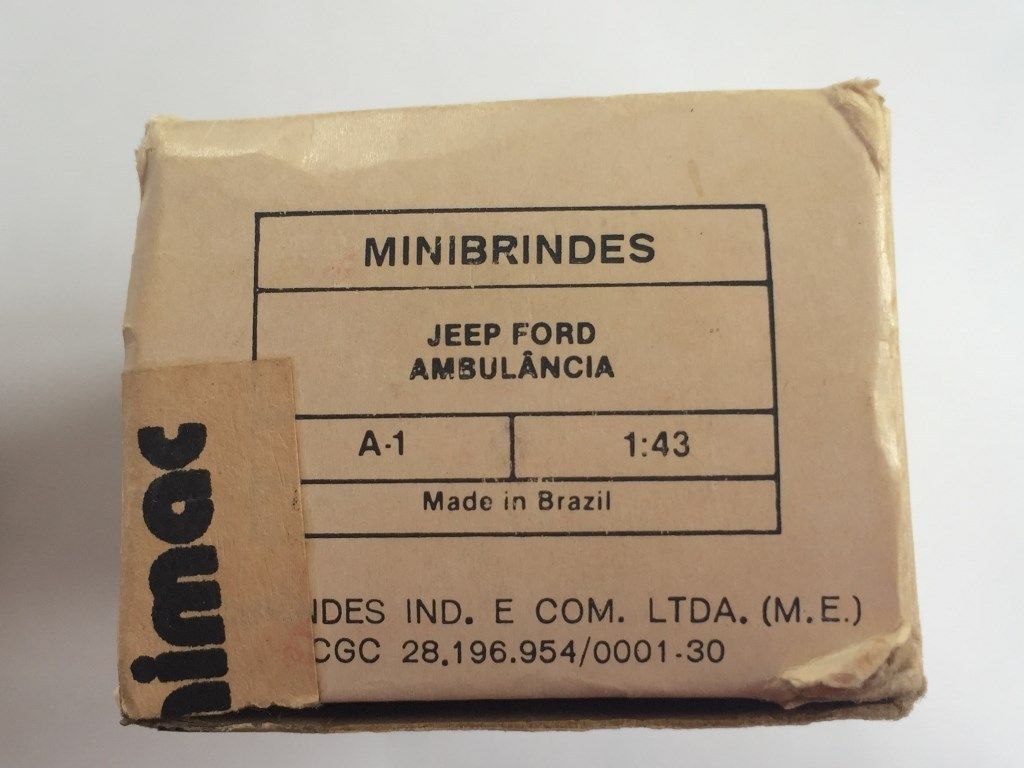 MINIBRINDES
JEEP FORD
AMBULÂNCIA
A-1 1:43
Made in Brazil
NDES IND. E COM. LTDA. (M.E.)
CGC 28.196.954/0001-30
nimac